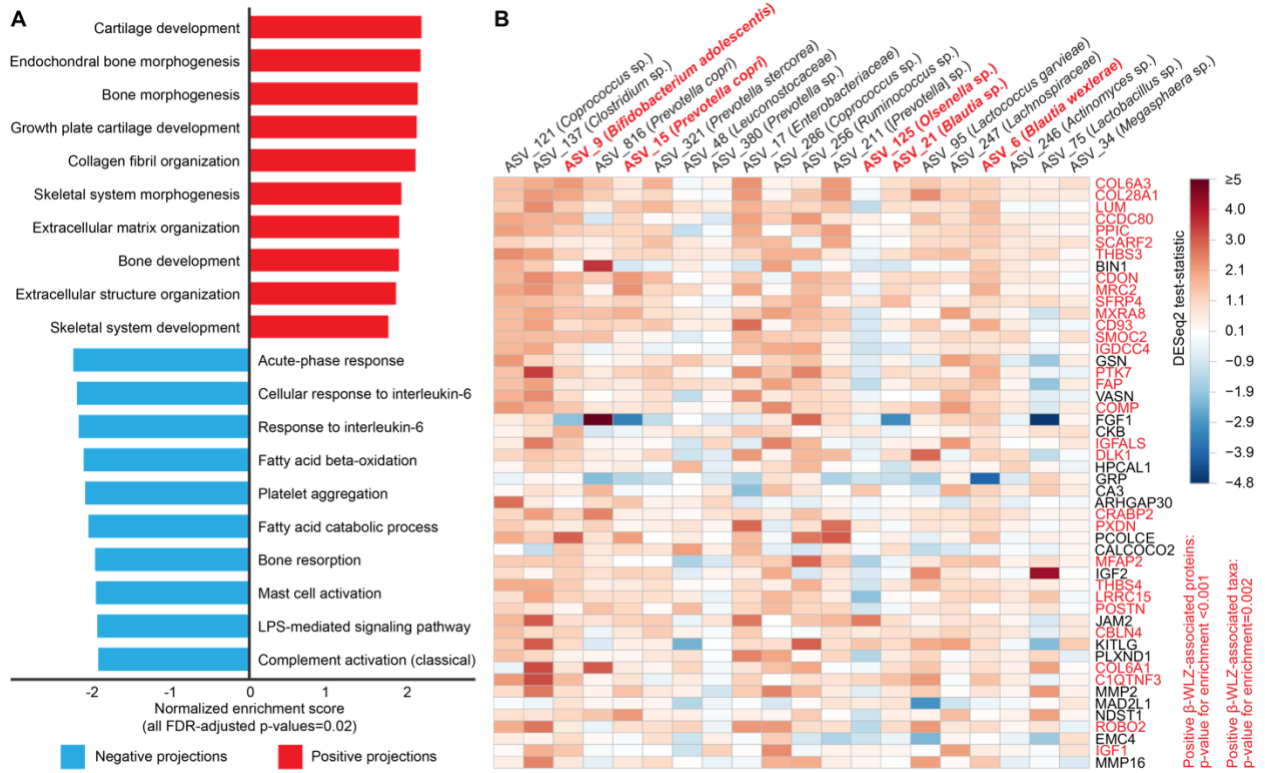 A
Cartilage development
Endochondral bone morphogenesis
Bone morphogenesis
Growth plate cartilage development
Collagen fibril organization
Skeletal system morphogenesis
Extracellular matrix organization
Bone development
Extracellular structure organization
Skeletal system development
Acute-phase response
Cellular response to interleukin-6
Response to interleukin-6
Fatty acid beta-oxidation
Platelet aggregation
Fatty acid catabolic process
Bone resorption
Mast cell activation
LPS-mediated signaling pathway
Complement activation (classical)
-2 -1 0 1 2
Normalized enrichment score
(all FDR-adjusted p-values=0.02)
Negative projections
Positive projections
B
ASV_121 (Coprococcus sp.)
ASV_137 (Clostridium sp.)
ASV_9 (Bifidobacterium adolescentis)
ASV_816 (Prevotella copri)
ASV_15 (Prevotella copri)
ASV_321 (Prevotella stercorea)
ASV_48 (Leuconostocaceae)
ASV_380 (Prevotella sp.)
ASV_17 (Enterobacteriaceae)
ASV_286 (Coprococcus sp.)
ASV_256 (Ruminococcus sp.)
ASV_211 ([Prevotella] sp.)
ASV_125 (Olsenella sp.)
ASV_21 (Blautia sp.)
ASV_95 (Lactococcus garvieae)
ASV_247 (Lachnospiraceae)
ASV_6 (Blautia wexlerae)
ASV_246 (Actinomyces sp.)
ASV_75 (Lactobacillus sp.)
ASV_34 (Megasphaera sp.)
COL6A3
COL28A1
LUM
CCDC80
PPIC
SCARF2
THBS3
BIN1
CDON
MRC2
SFRP4
MXRA8
CD93
SMOC2
IGDCC4
GSN
PTK7
FAP
VASN
COMP
FGF1
CKB
IGFALS
DLK1
HPCAL1
GRP
CA3
ARHGAP30
CRABP2
PXDN
PCOLCE
CALCOCO2
MFAP2
IGF2
THBS4
LRRC15
POSTN
JAM2
CBLN4
KITLG
PLXND1
COL6A1
C1QTNF3
MMP2
MAD2L1
NDST1
ROBO2
EMC4
IGF1
MMP16
DESeq2 test-statistic
≥5
4.0
3.0
2.1
1.1
0.1
−0.9
−1.9
−2.9
−3.9
−4.8
Positive β-WLZ-associated proteins:
p-value for enrichment <0.001
Positive β-WLZ-associated taxa:
p-value for enrichment=0.002